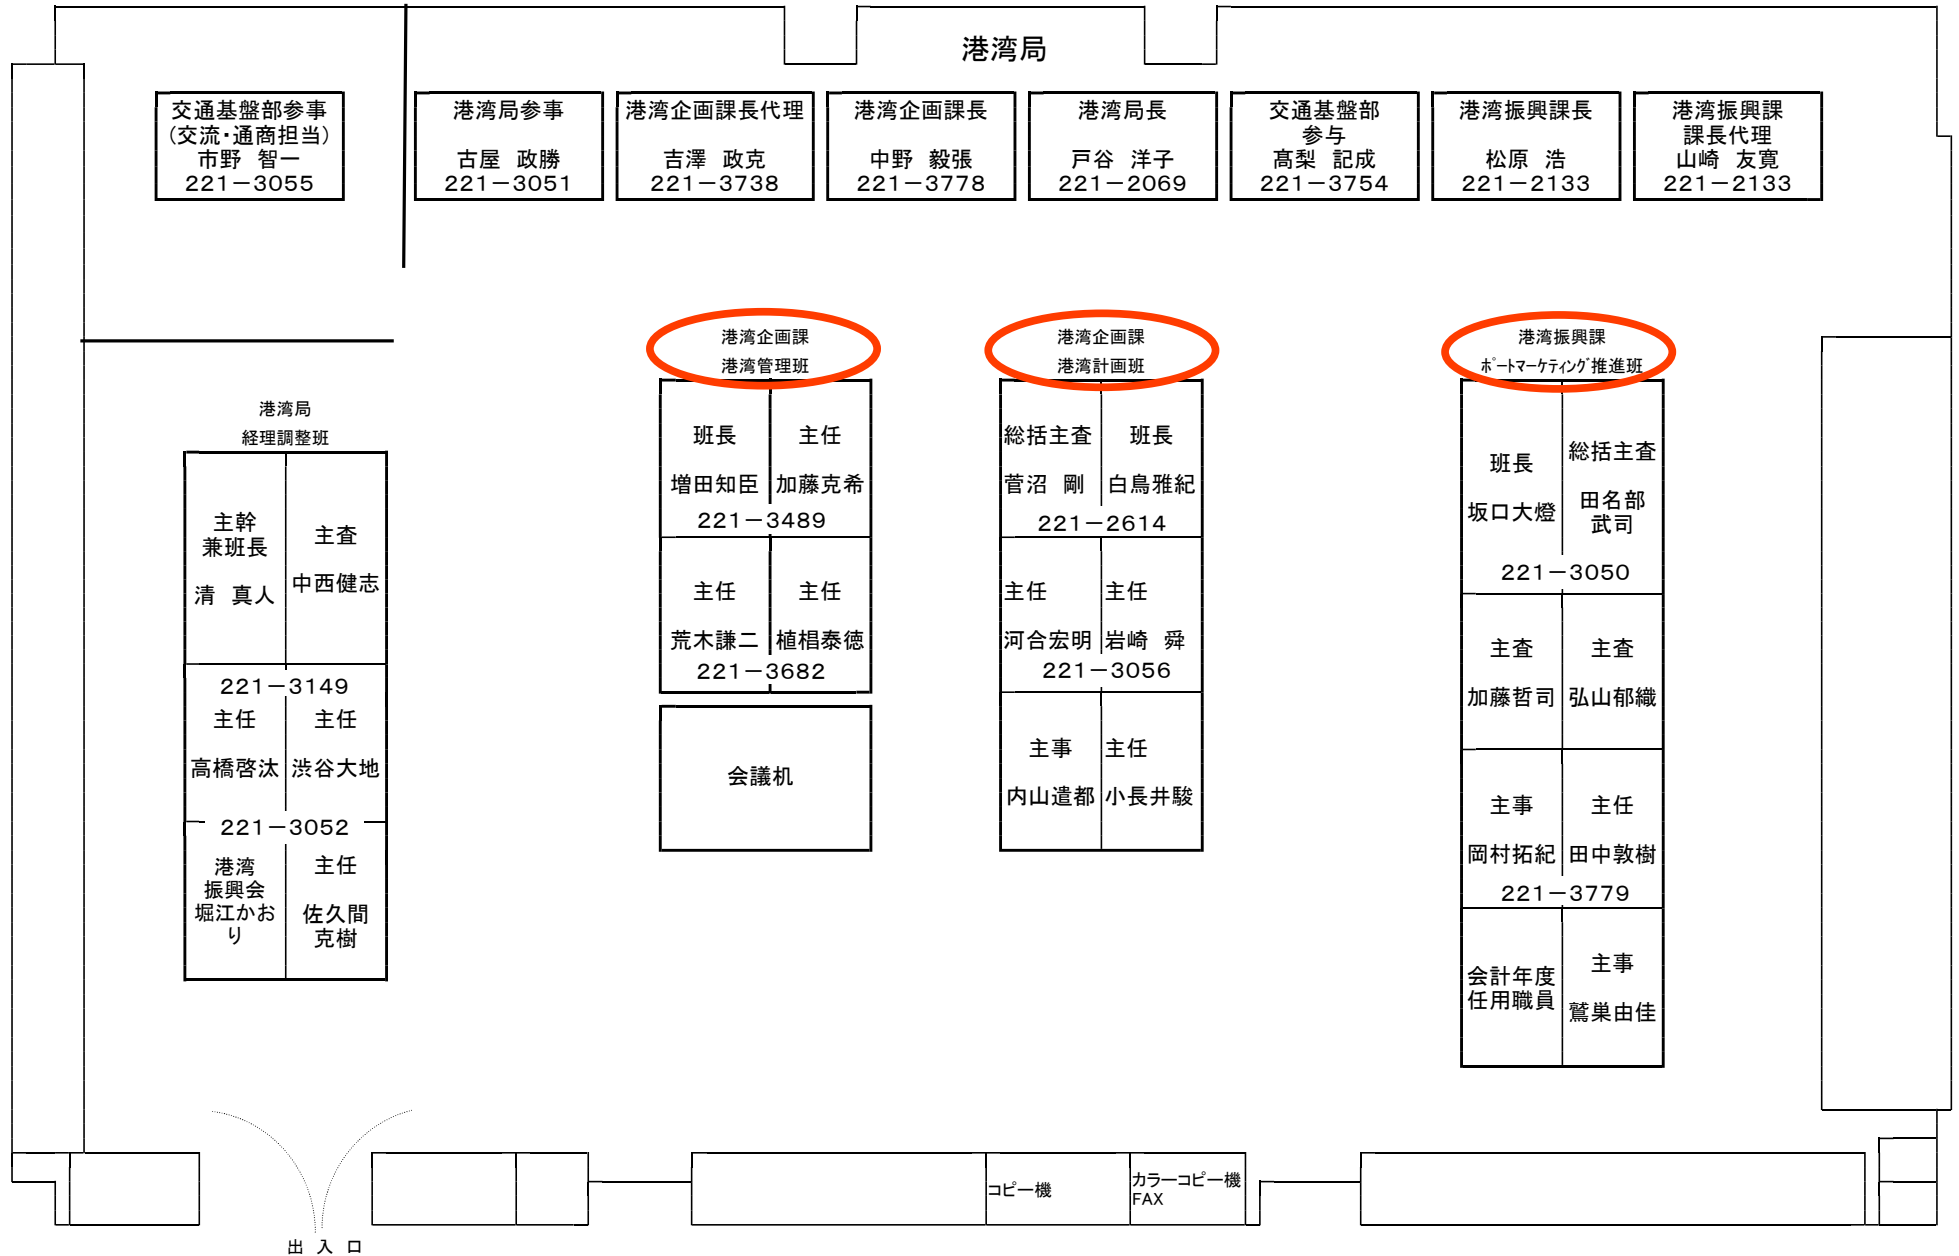 港湾局
交通基盤部参事
（交流・通商担当）
市野　智一
221－3055
港湾局参事
古屋　政勝
221－3051
港湾企画課長代理
吉澤　政克
221－3738
港湾企画課長
中野　毅張
221－3778
港湾局長
戸谷　洋子
221－2069
交通基盤部
参与
髙梨　記成
221－3754
港湾振興課長
松原　浩
221－2133
港湾振興課
課長代理
山崎　友寛
221－2133
港湾局
経理調整班
主幹
兼班長
清　真人
主査
中西健志
221－3149
主任
高橋啓汰
主任
渋谷大地
221－3052
港湾
振興会
堀江かお
り
主任
佐久間
克樹
港湾企画課
港湾管理班
班長
増田知臣
主任
加藤克希
221－3489
主任
荒木謙二
主任
植椙泰徳
221－3682
会議机
港湾企画課
港湾計画班
総括主査
菅沼　剛
班長
白鳥雅紀
221－2614
主任
河合宏明
主任
岩崎　舜
221－3056
主事
内山遣都
主任
小長井駿
港湾振興課
ﾎﾟｰﾄﾏｰｹﾃｨﾝｸﾞ推進班
班長
坂口大燈
総括主査
田名部
武司
221－3050
主査
加藤哲司
主査
弘山郁織
主事
岡村拓紀
主任
田中敦樹
221－3779
会計年度
任用職員
主事
鷲巣由佳
コピー機
カラーコピー機
FAX
出　入　口